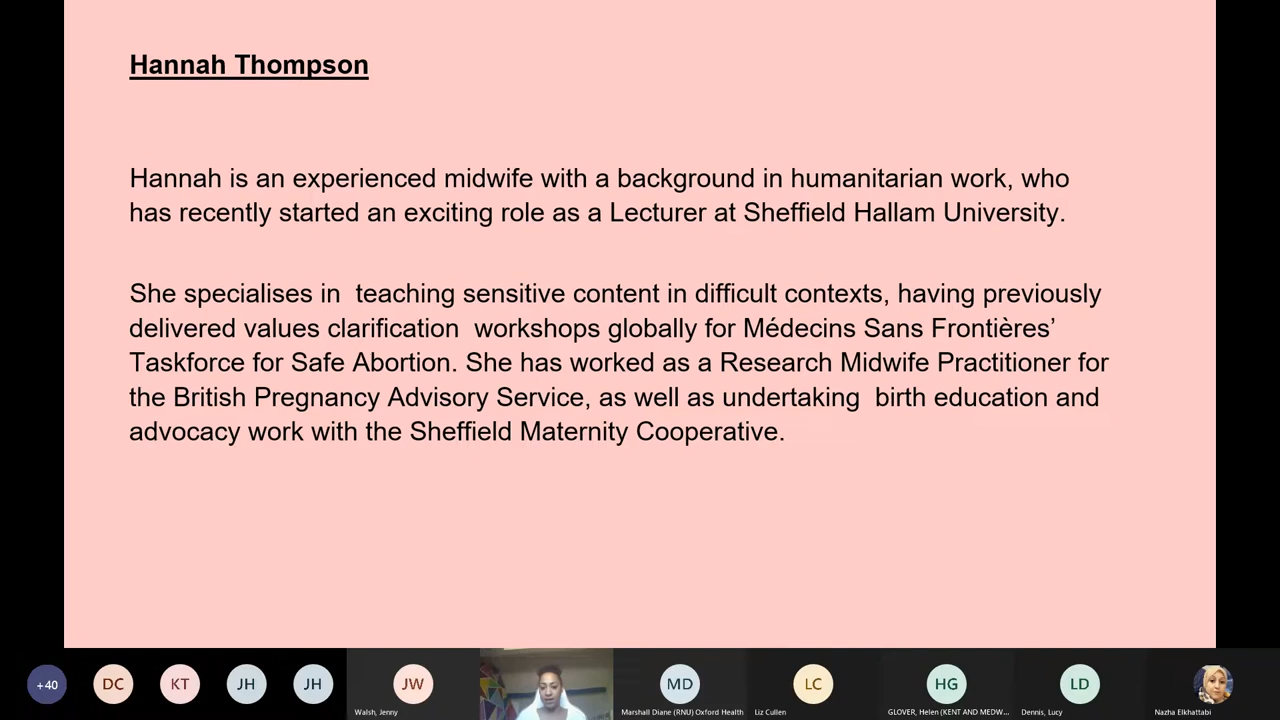 Hannah Thompson
Hannah is an experienced midwife with a background in humanitarian work, who
has recently started an exciting role as a Lecturer at Sheffield Hallam University.
She specialises in  teaching sensitive content in difficult contexts, having previously
delivered values clarification  workshops globally for Médecins Sans Frontières’
Taskforce for Safe Abortion. She has worked as a Research Midwife Practitioner for
the British Pregnancy Advisory Service, as well as undertaking  birth education and
advocacy work with the Sheffield Maternity Cooperative.
+40 DC KT JH JH JW MD LC HG LD
Walsh, Jenny Marshall Diane (RNU) Oxford Health Liz Cullen GLOVER, Helen (KENT AND MEDW... Dennis, Lucy Nazha Elkhattabi